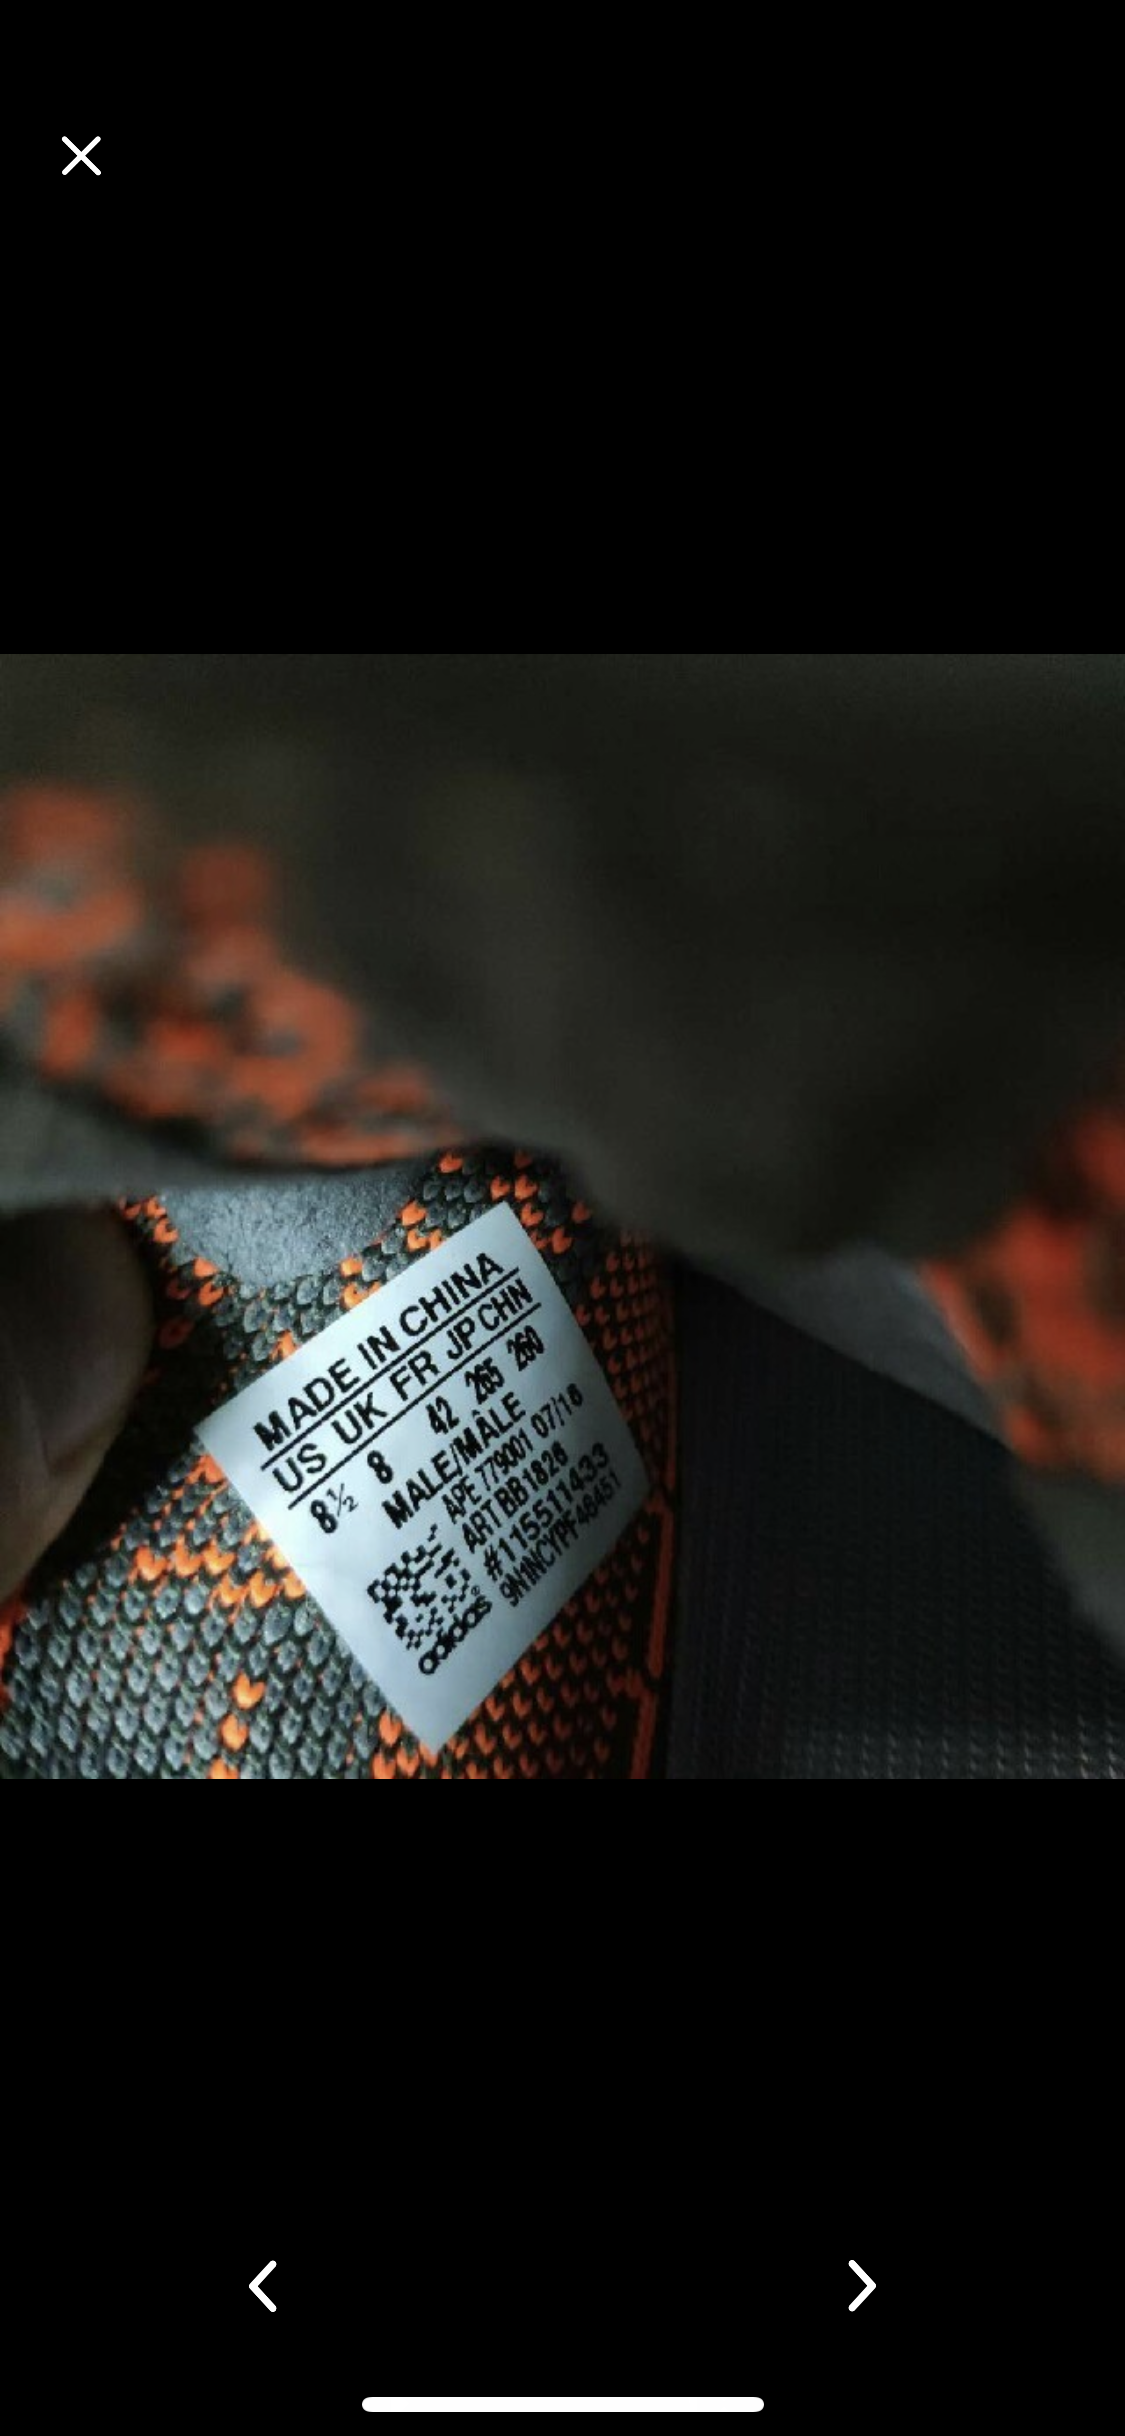 MADE IN CHINA
US UK FR JP CHN
8½ 8 42 265 260
MALE/MÂLE
APE 779001 07/16
ART BB1826
#115511433
9N1NCYPF46451
adidas®